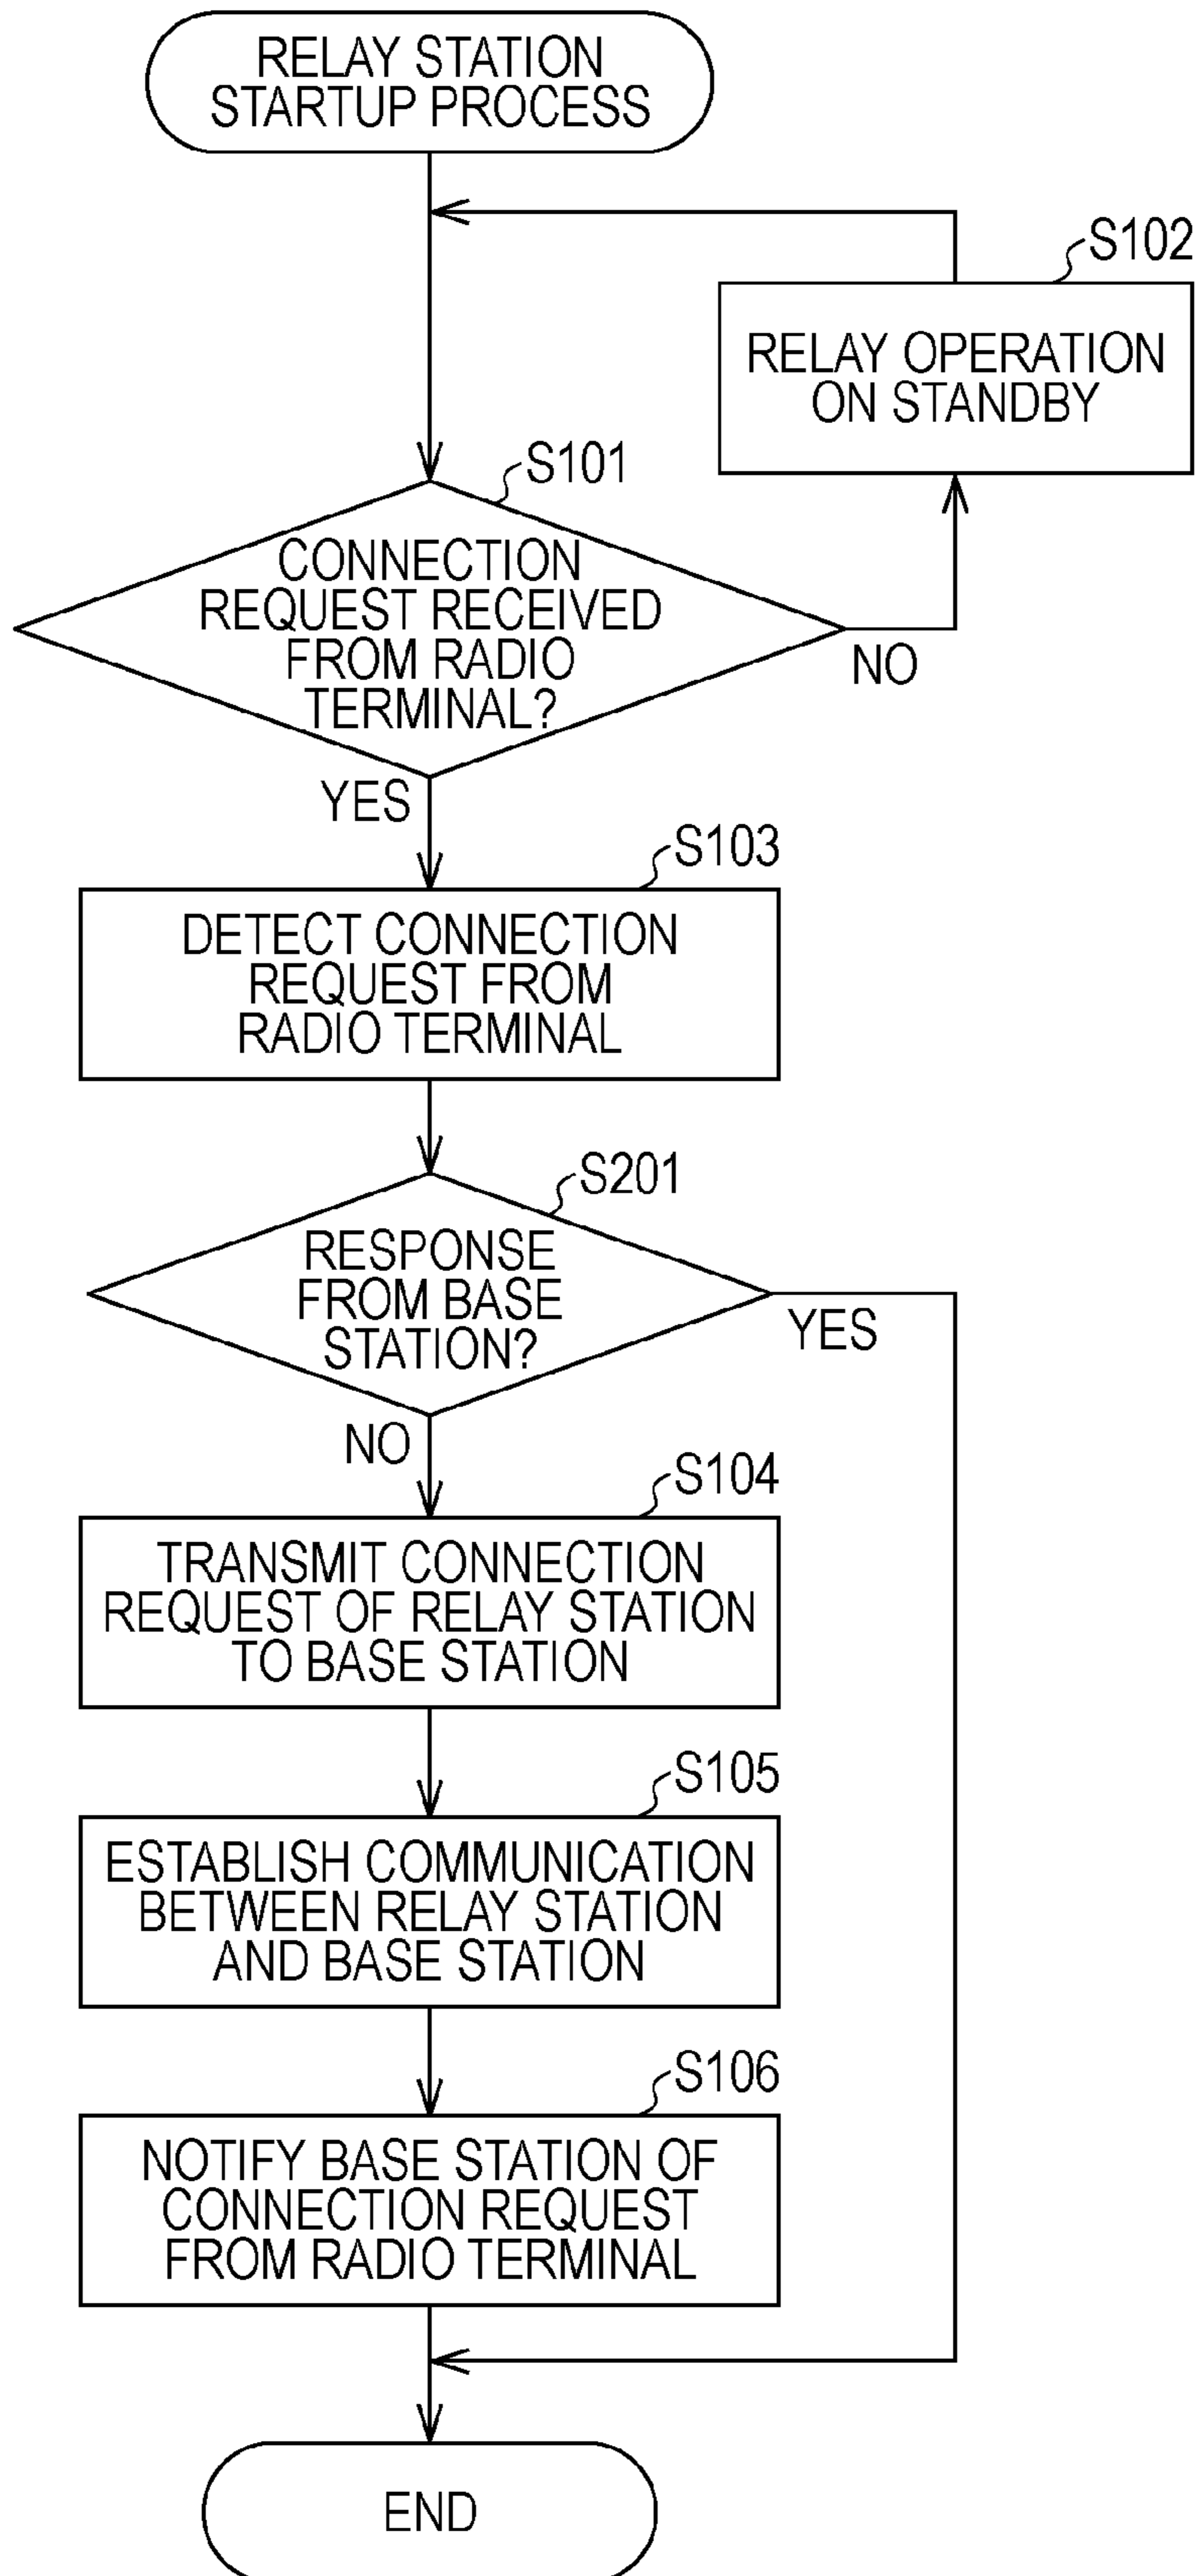 RELAY STATION
STARTUP PROCESS
S102
RELAY OPERATION
ON STANDBY
S101
CONNECTION
REQUEST RECEIVED
FROM RADIO
TERMINAL?
NO
YES
S103
DETECT CONNECTION
REQUEST FROM
RADIO TERMINAL
S201
RESPONSE
FROM BASE
STATION?
YES
NO
S104
TRANSMIT CONNECTION
REQUEST OF RELAY STATION
TO BASE STATION
S105
ESTABLISH COMMUNICATION
BETWEEN RELAY STATION
AND BASE STATION
S106
NOTIFY BASE STATION OF
CONNECTION REQUEST
FROM RADIO TERMINAL
END